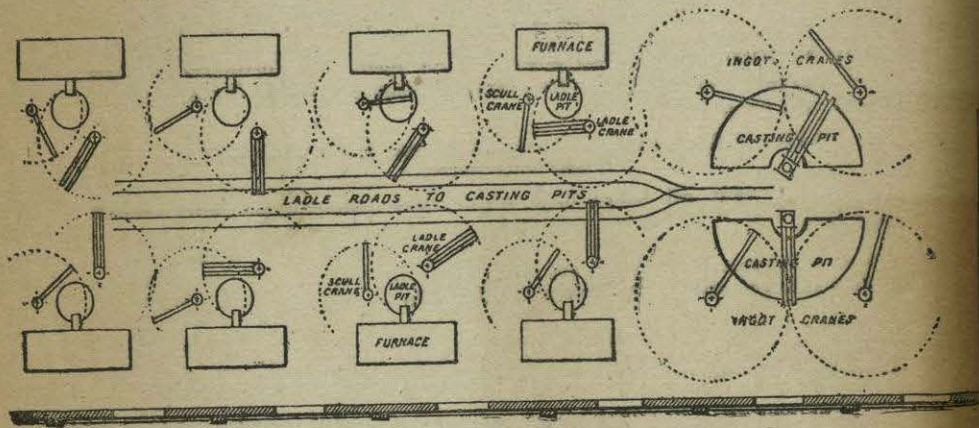 FURNACE
SCULL
CRANE
LADLE
PIT
LADLE
CRANE
INGOT CRANES
CASTING PIT
LADLE ROADS TO CASTING PITS
LADLE
CRANE
SCULL
CRANE
LADLE
PIT
FURNACE
CASTING PIT
INGOT CRANES